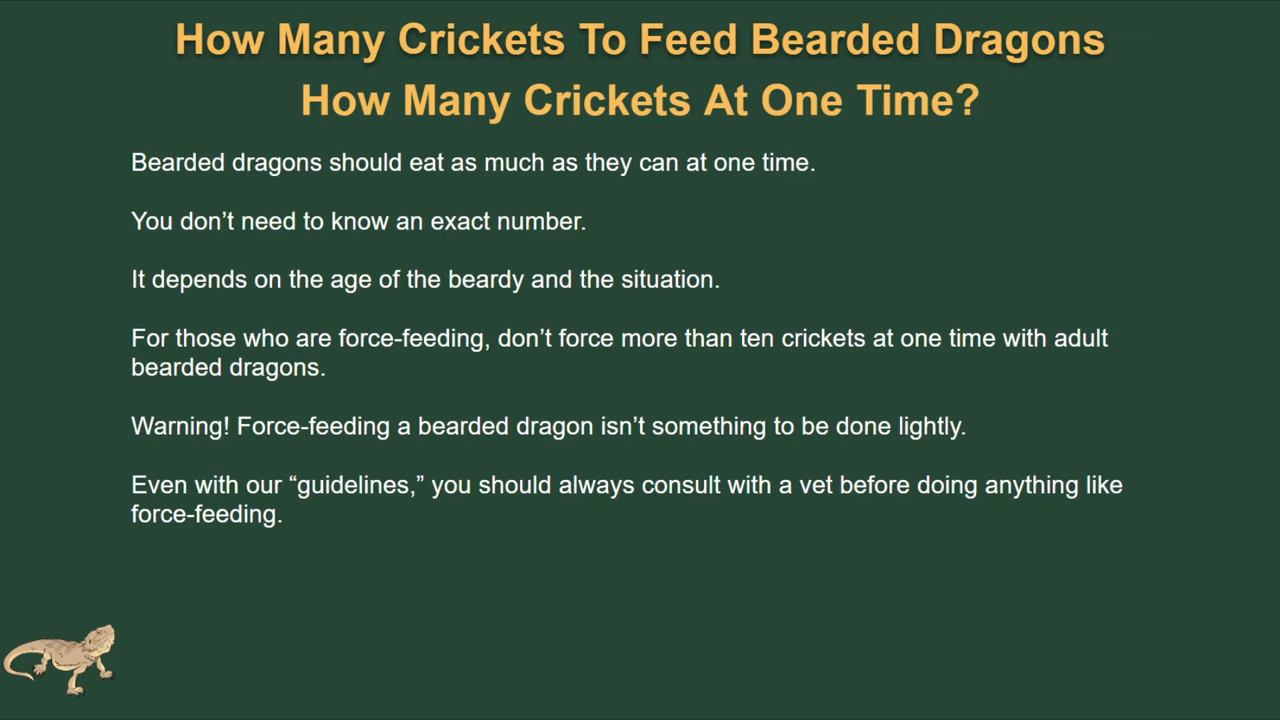 How Many Crickets To Feed Bearded Dragons
How Many Crickets At One Time?
Bearded dragons should eat as much as they can at one time.
You don’t need to know an exact number.
It depends on the age of the beardy and the situation.
For those who are force-feeding, don’t force more than ten crickets at one time with adult
bearded dragons.
Warning! Force-feeding a bearded dragon isn’t something to be done lightly.
Even with our “guidelines,” you should always consult with a vet before doing anything like
force-feeding.